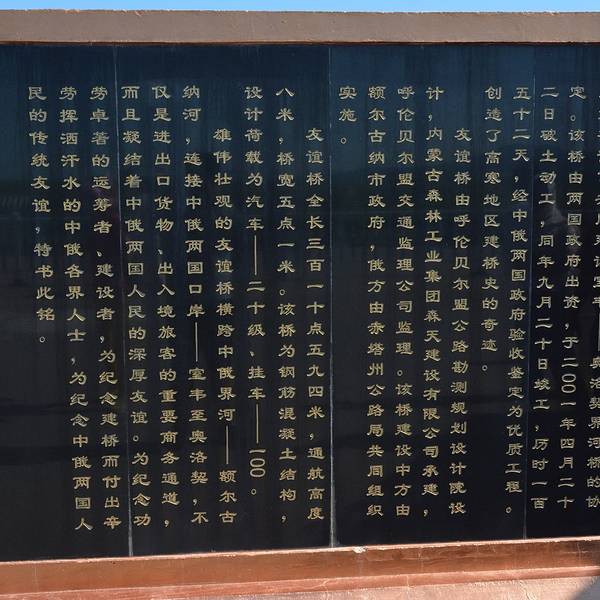 建设室韦——奥洛契界河桥的协
定。该桥由两国政府出资,于二00一年四月二十
二日破土动工,同年九月二十日竣工,历时一百
五十二天,经中俄两国政府验收鉴定为优质工程。
创造了高寒地区建桥史的奇迹。
友谊桥由呼伦贝尔盟公路勘测规划设计院设
计,内蒙古森林工业集团森天建设有限公司承建,
呼伦贝尔盟交通监理公司监理。该桥建设中方由
额尔古纳市政府,俄方由赤塔州公路局共同组织
实施。
友谊桥全长三百一十点五九四米,通航高度
八米,桥宽五点一米。该桥为钢筋混凝土结构,
设计荷载为汽车——二十级、挂车——一00。
雄伟壮观的友谊桥横跨中俄界河——额尔古
纳河,连接中俄两国口岸——室韦至奥洛契,不
仅是进出口货物、出入境旅客的重要商务通道,
而且凝结着中俄两国人民的深厚友谊。为纪念功
劳卓著的运筹者、建设者,为纪念建桥而付出辛
劳挥洒汗水的中俄各界人士,为纪念中俄两国人
民的传统友谊,特书此铭。